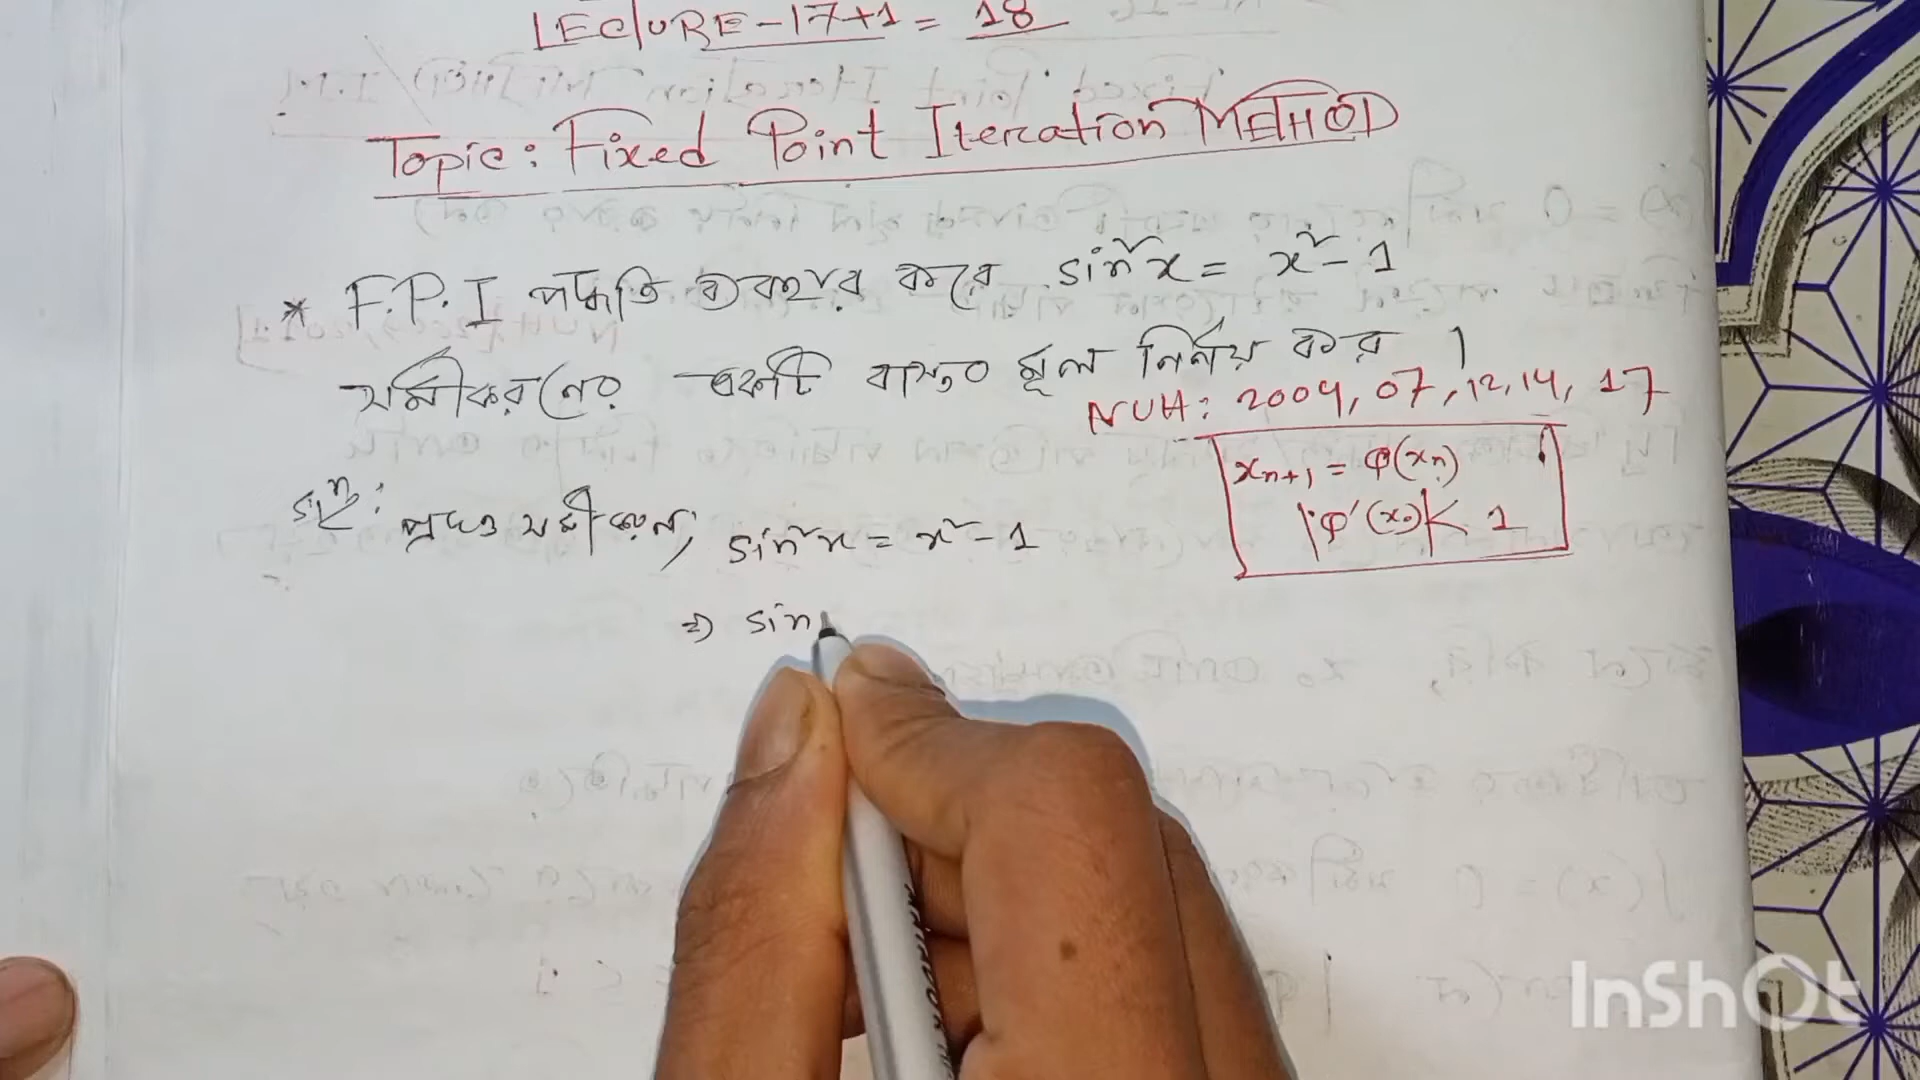 LECTURE-17+1 = 18
Topic: Fixed Point Iteration METHOD
* F.P.I পদ্ধতি ব্যবহার করে sin²x = x²-1
সমীকরণের একটি বাস্তব মূল নির্ণয় কর।
NUH: 2004, 07, 12, 14, 17
xn+1 = φ(xn)
|φ'(x₀)| < 1
প্রদত্ত সমীকরণ, sin²x = x²-1
⇒ sin
InShOt